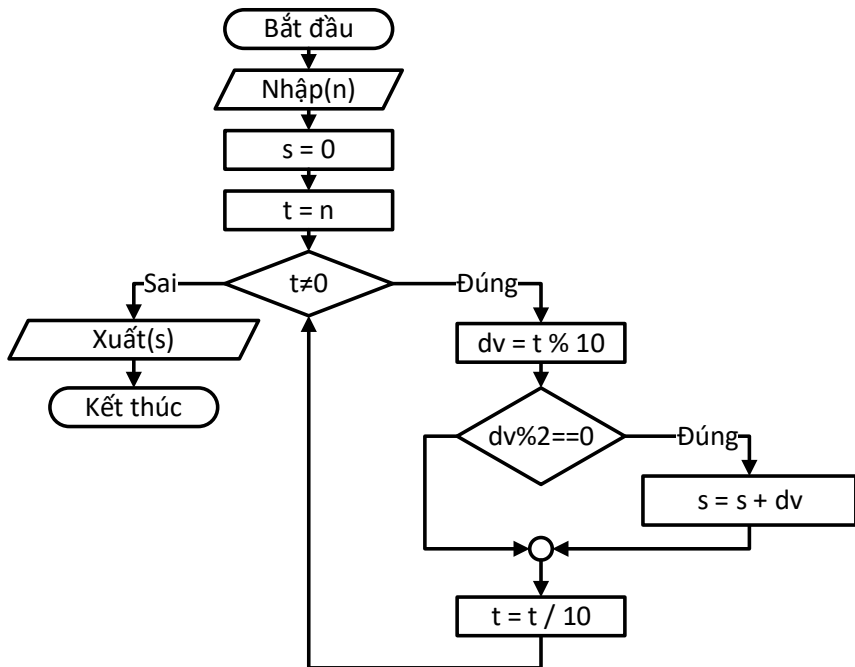 Bắt đầu
Nhập(n)
s = 0
t = n
t≠0
Sai
Đúng
Xuất(s)
Kết thúc
dv = t % 10
dv%2==0
Đúng
s = s + dv
t = t / 10